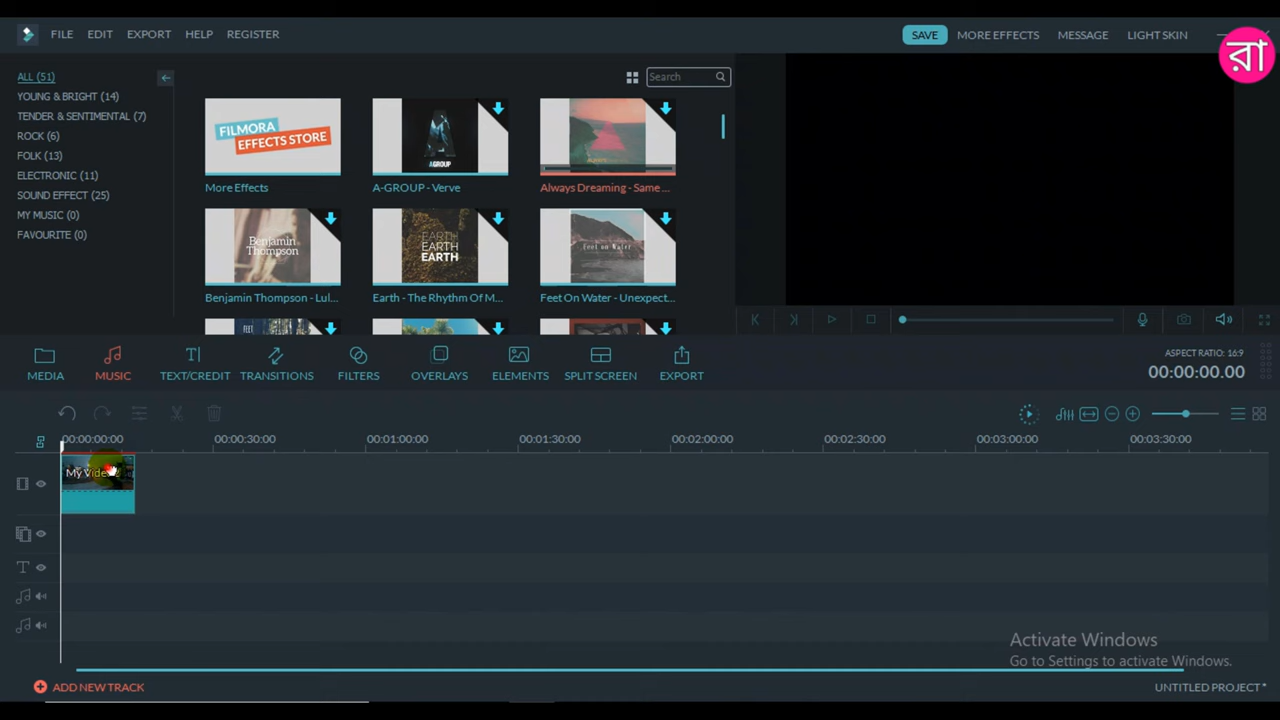 FILE EDIT EXPORT HELP REGISTER
SAVE MORE EFFECTS MESSAGE LIGHT SKIN
রা
ALL (51)
YOUNG & BRIGHT (14)
TENDER & SENTIMENTAL (7)
ROCK (6)
FOLK (13)
ELECTRONIC (11)
SOUND EFFECT (25)
MY MUSIC (0)
FAVOURITE (0)
Search
FILMORA
EFFECTS STORE
AGROUP
More Effects
A-GROUP - Verve
Always Dreaming - Same ...
Benjamin
Thompson
EARTH
EARTH
EARTH
Feet on Water
Benjamin Thompson - Lul...
Earth - The Rhythm Of M...
Feet On Water - Unexpect...
MEDIA MUSIC TEXT/CREDIT TRANSITIONS FILTERS OVERLAYS ELEMENTS SPLIT SCREEN EXPORT
ASPECT RATIO: 16:9
00:00:00.00
00:00:00:00 00:00:30:00 00:01:00:00 00:01:30:00 00:02:00:00 00:02:30:00 00:03:00:00 00:03:30:00
My Vide
Activate Windows
Go to Settings to activate Windows.
ADD NEW TRACK
UNTITLED PROJECT *